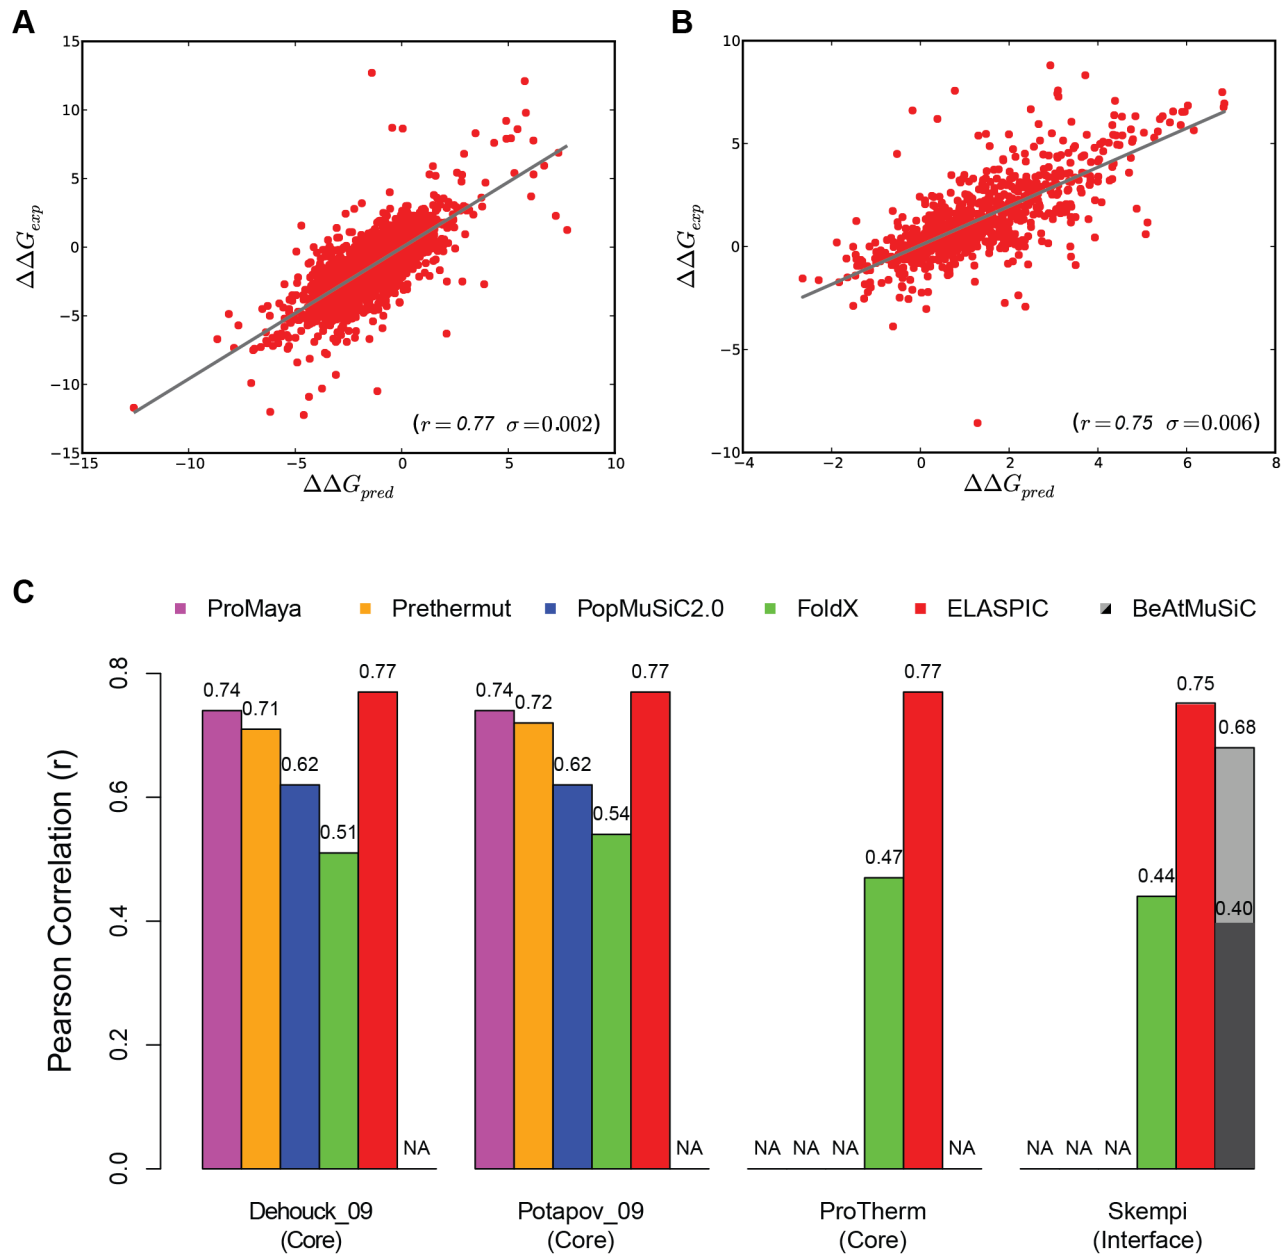 A
15
10
5
0
−5
−10
−15
−15 −10 −5 0 5 10
ΔΔG_exp
ΔΔG_pred
(r = 0.77 σ = 0.002)
B
10
5
0
−5
−10
−4 −2 0 2 4 6 8
ΔΔG_exp
ΔΔG_pred
(r = 0.75 σ = 0.006)
C
ProMaya Prethermut PopMuSiC2.0 FoldX ELASPIC BeAtMuSiC
Pearson Correlation (r)
0.8
0.6
0.4
0.2
0.0
0.74 0.71 0.62 0.51 0.77 NA
0.74 0.72 0.62 0.54 0.77 NA
NA NA NA 0.47 0.77 NA
NA NA NA 0.44 0.75 0.68 0.40
Dehouck_09
(Core)
Potapov_09
(Core)
ProTherm
(Core)
Skempi
(Interface)